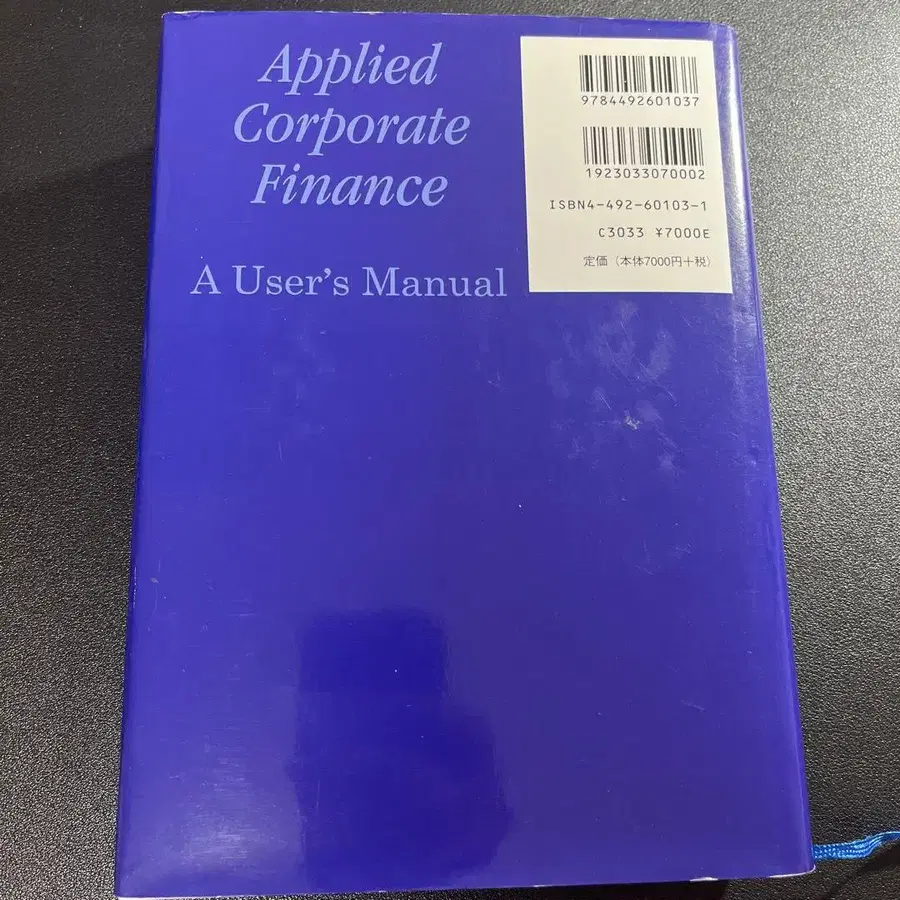 Applied
Corporate
Finance
A User's Manual
9784492601037
1923033070002
ISBN4-492-60103-1
C3033 ¥7000E
定価（本体7000円＋税）